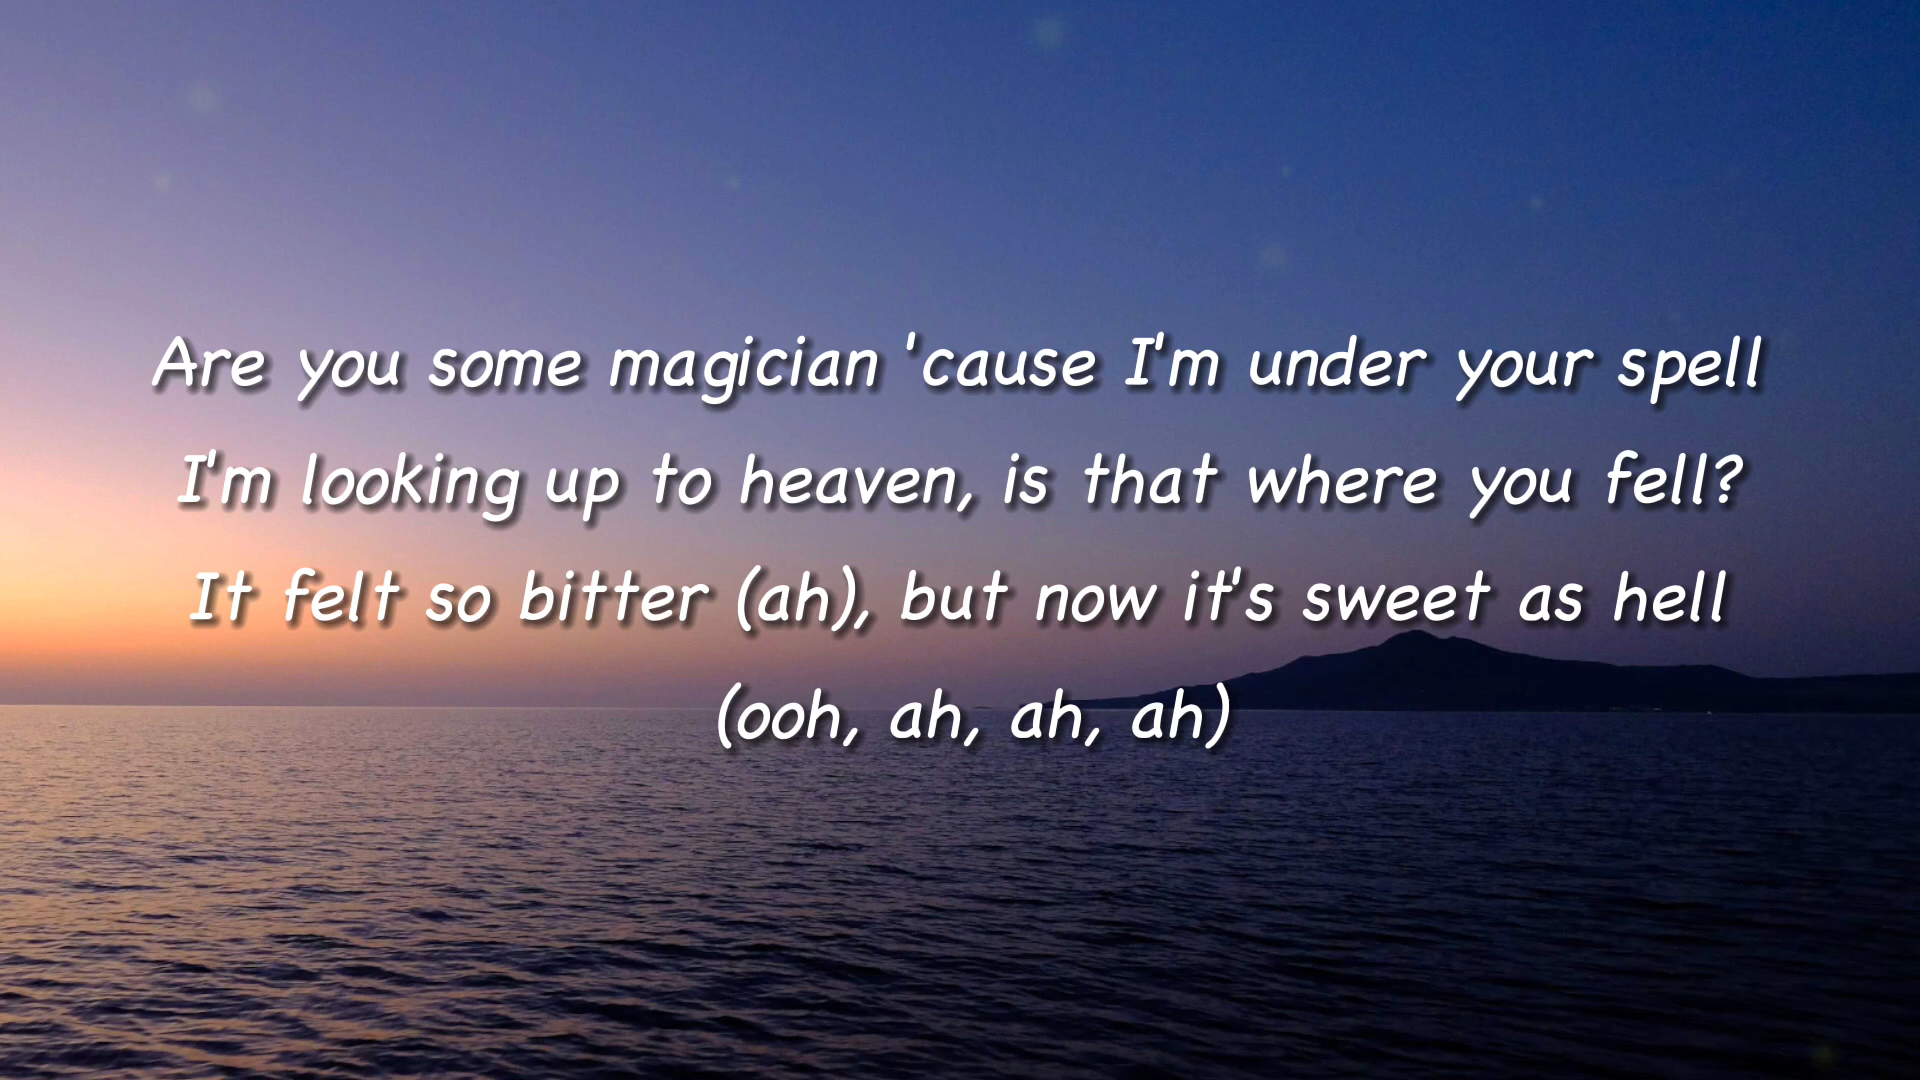 Are you some magician 'cause I'm under your spell
I'm looking up to heaven, is that where you fell?
It felt so bitter (ah), but now it's sweet as hell
(ooh, ah, ah, ah)